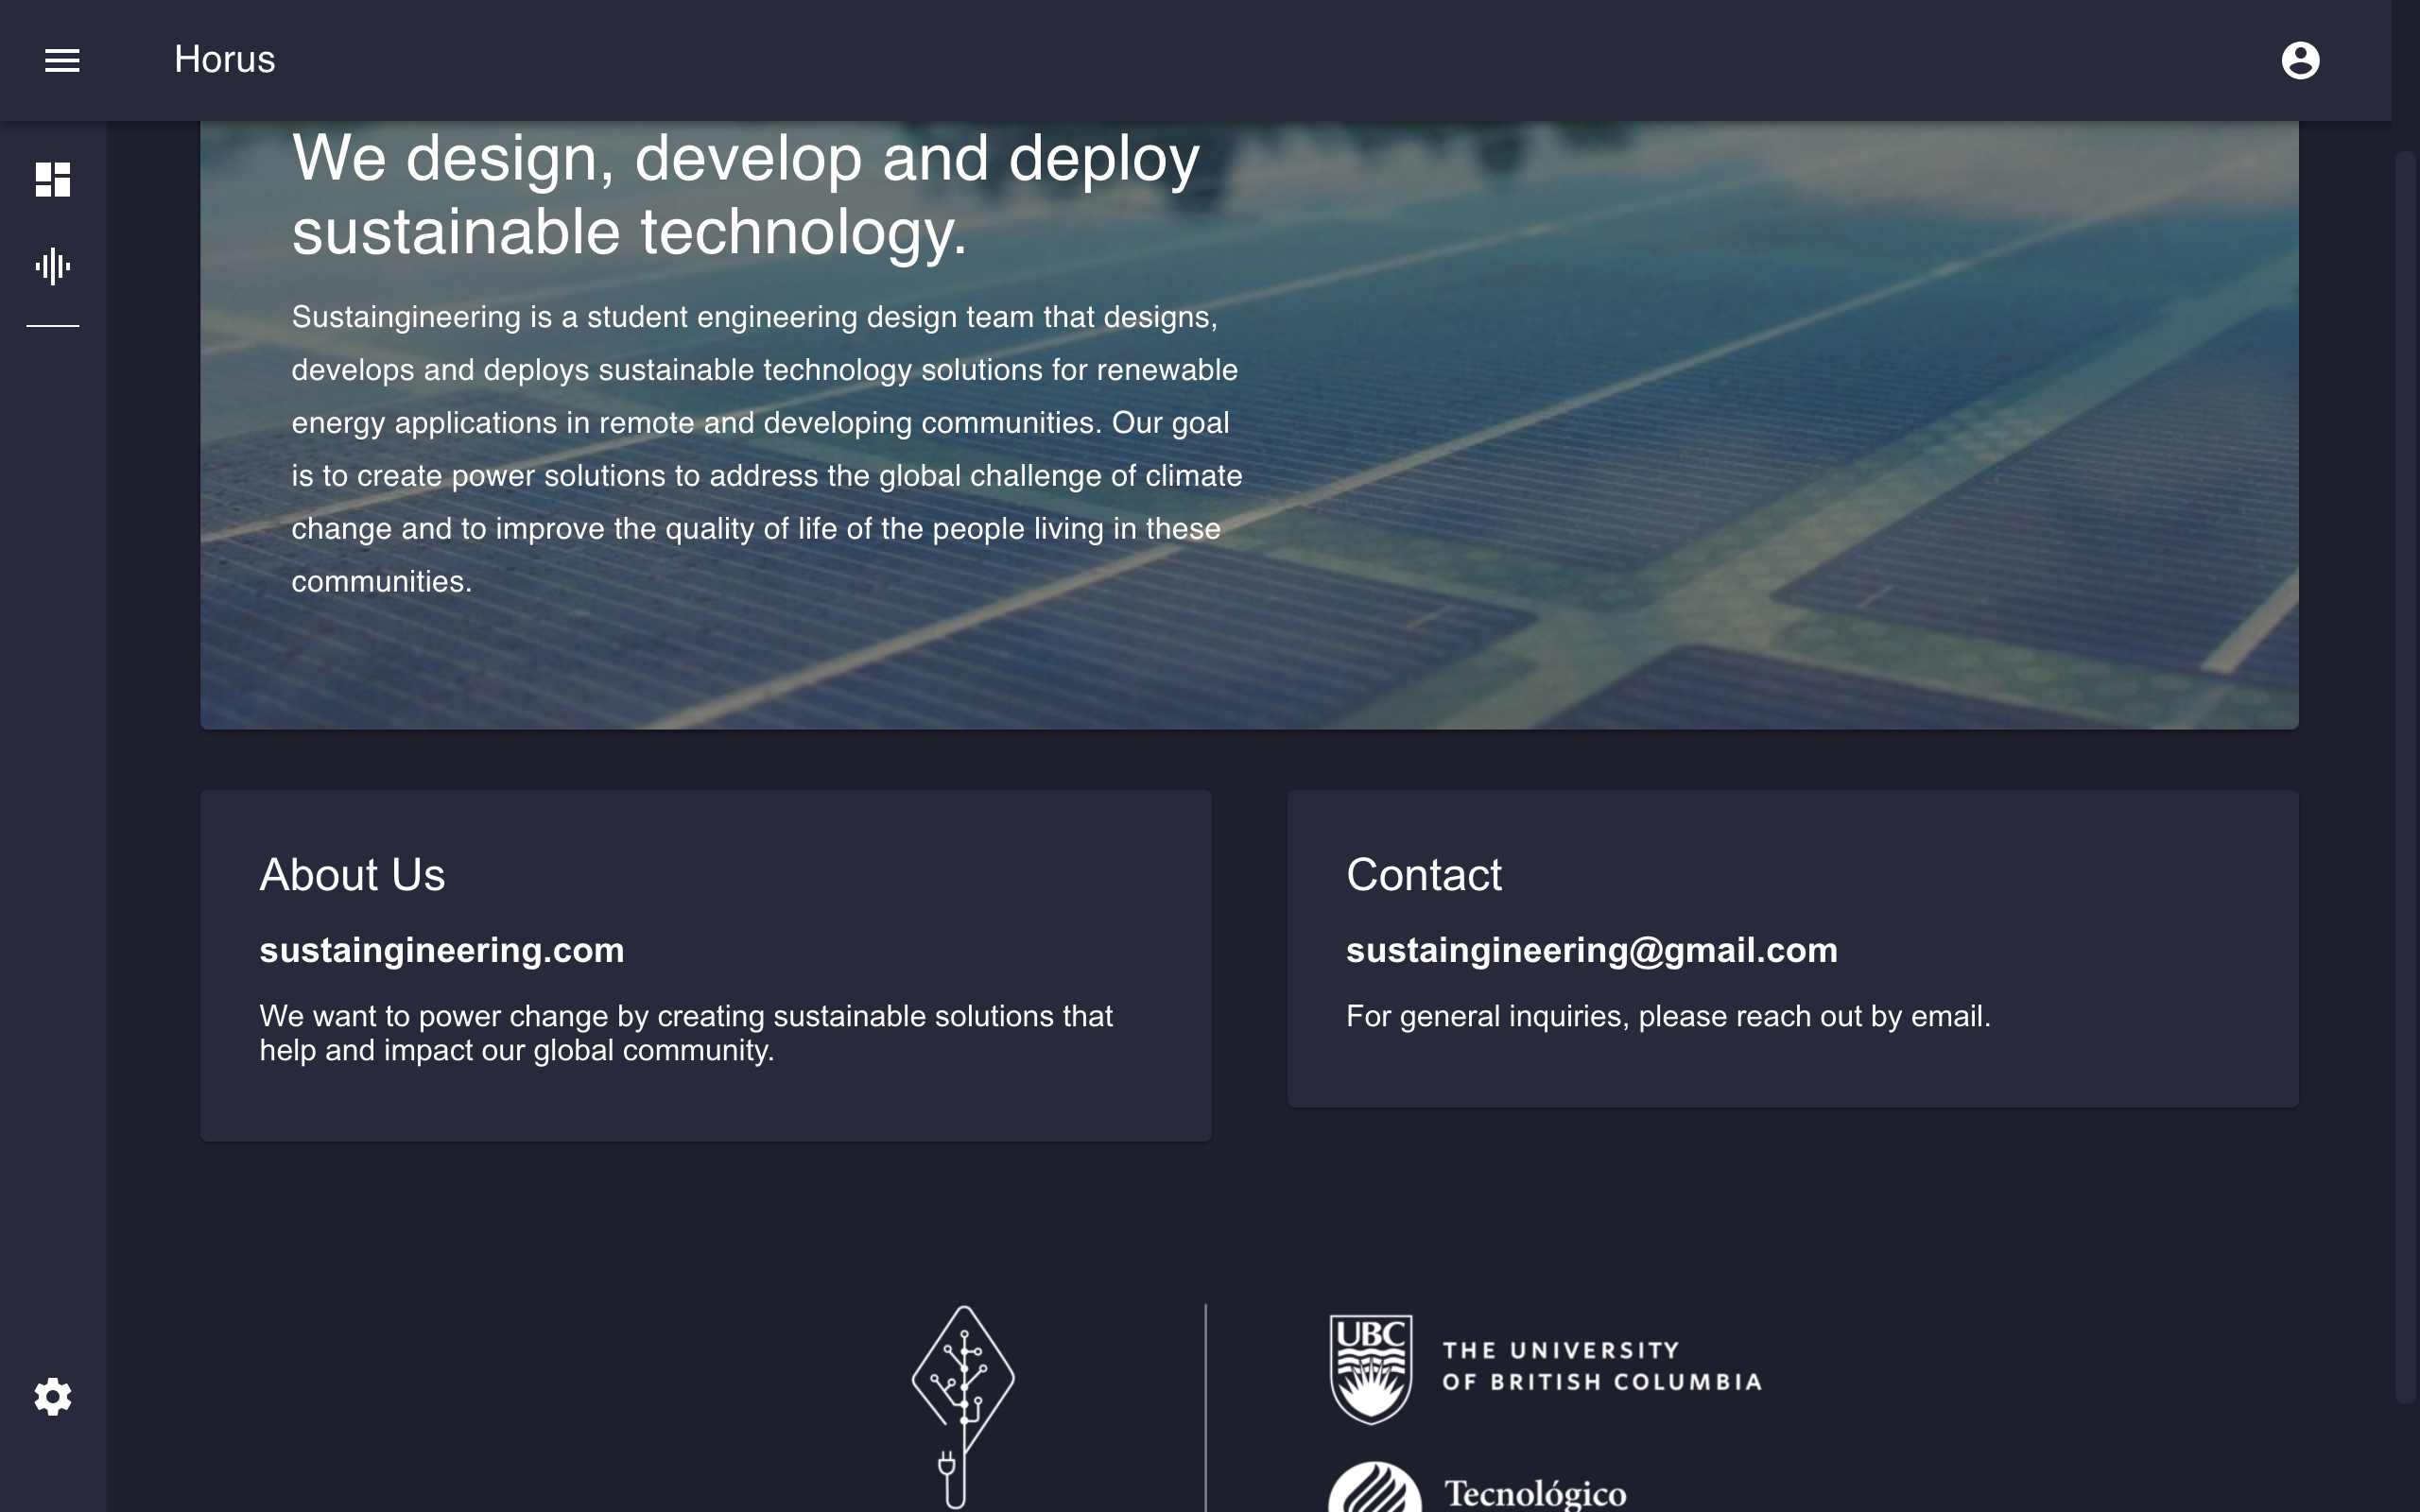 Horus
We design, develop and deploy
sustainable technology.
Sustaingineering is a student engineering design team that designs,
develops and deploys sustainable technology solutions for renewable
energy applications in remote and developing communities. Our goal
is to create power solutions to address the global challenge of climate
change and to improve the quality of life of the people living in these
communities.
About Us
sustaingineering.com
We want to power change by creating sustainable solutions that
help and impact our global community.
Contact
sustaingineering@gmail.com
For general inquiries, please reach out by email.
UBC
THE UNIVERSITY
OF BRITISH COLUMBIA
Tecnológico